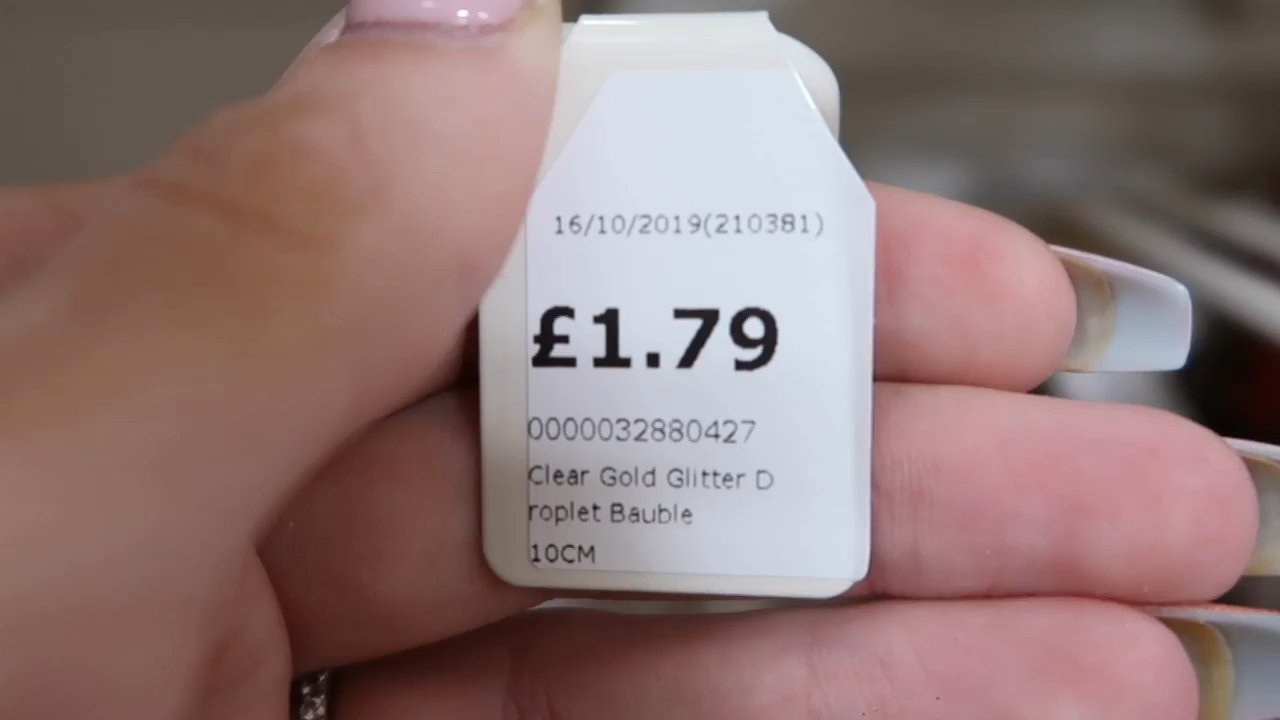 16/10/2019(210381)
£1.79
0000032880427
Clear Gold Glitter D
roplet Bauble
10CM